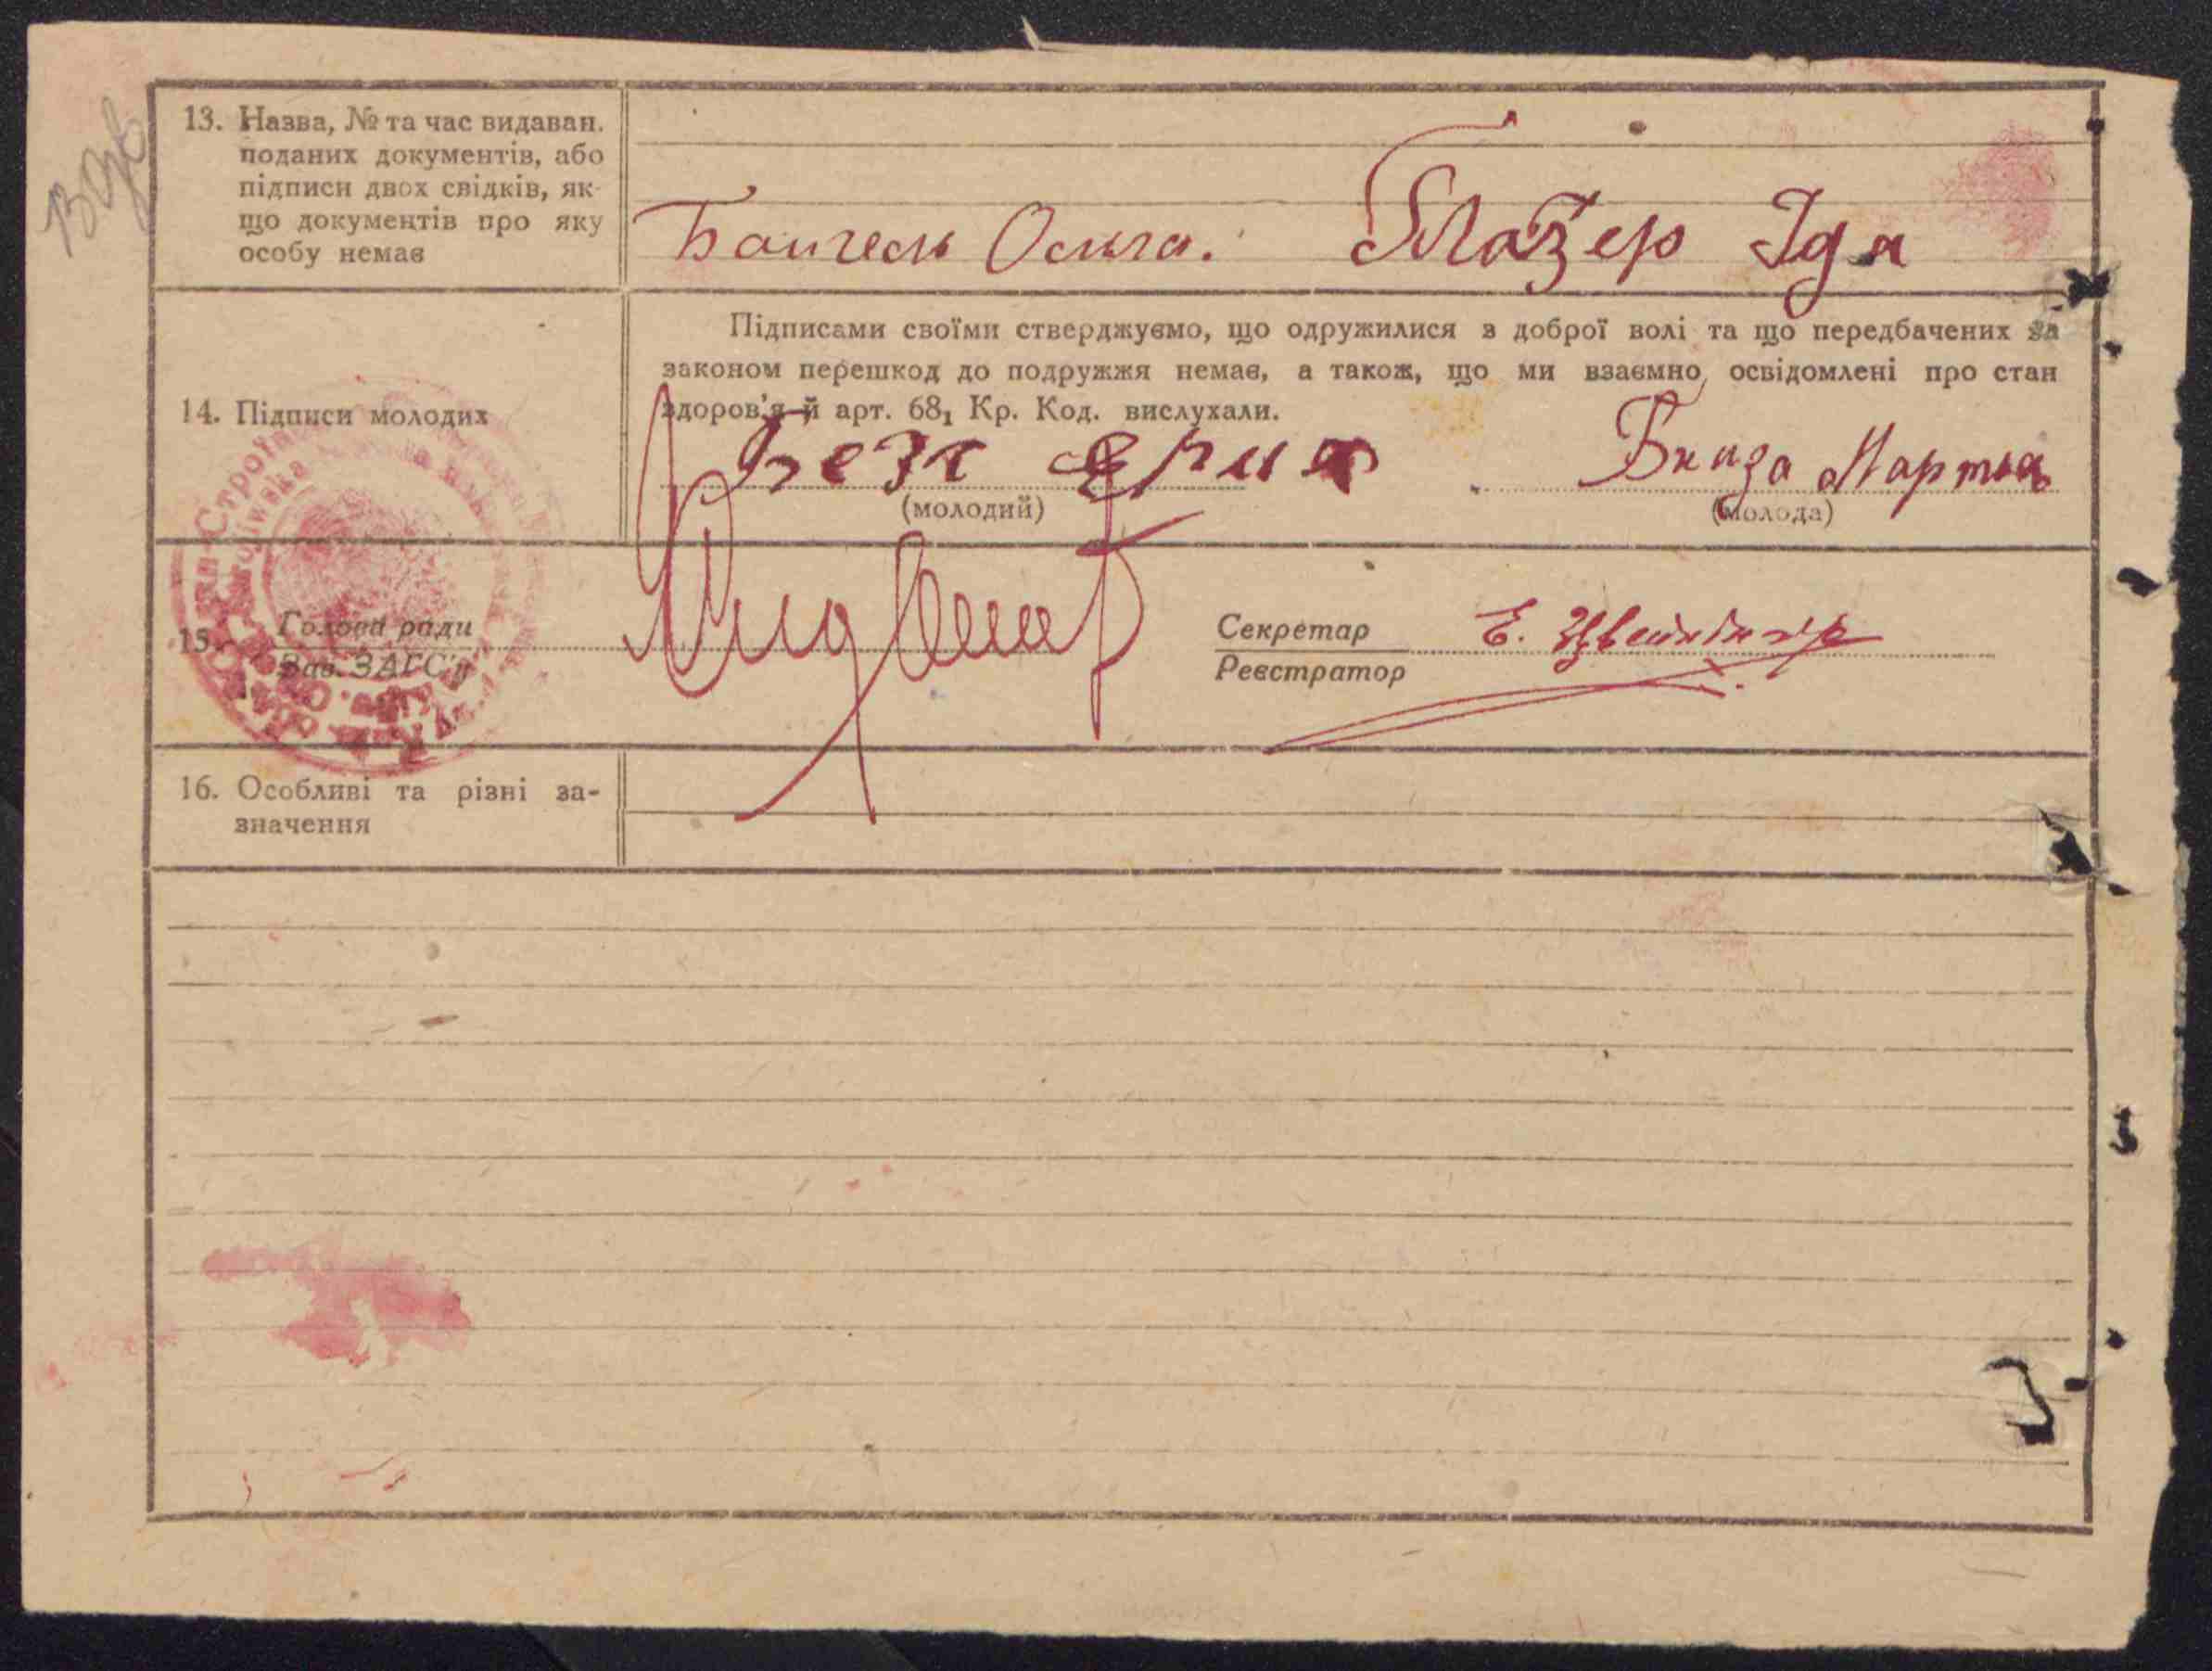 13. Назва, № та час видаван.
поданих документів, або
підписи двох свідків, як-
що документів про яку
особу немає
Ольга. Глазер Іда
14. Підписи молодих
Підписами своїми стверджуємо, що одружилися з доброї волі та що передбачених за
законом перешкод до подружжя немає, а також, що ми взаємно освідомлені про стан
здоров'я й арт. 68₁ Кр. Код. вислухали.
(молодий)
Марта
(молода)
15. Голова ради
Зав. ЗАГС'у
Секретар Е.
Реєстратор
16. Особливі та різні за-
значення